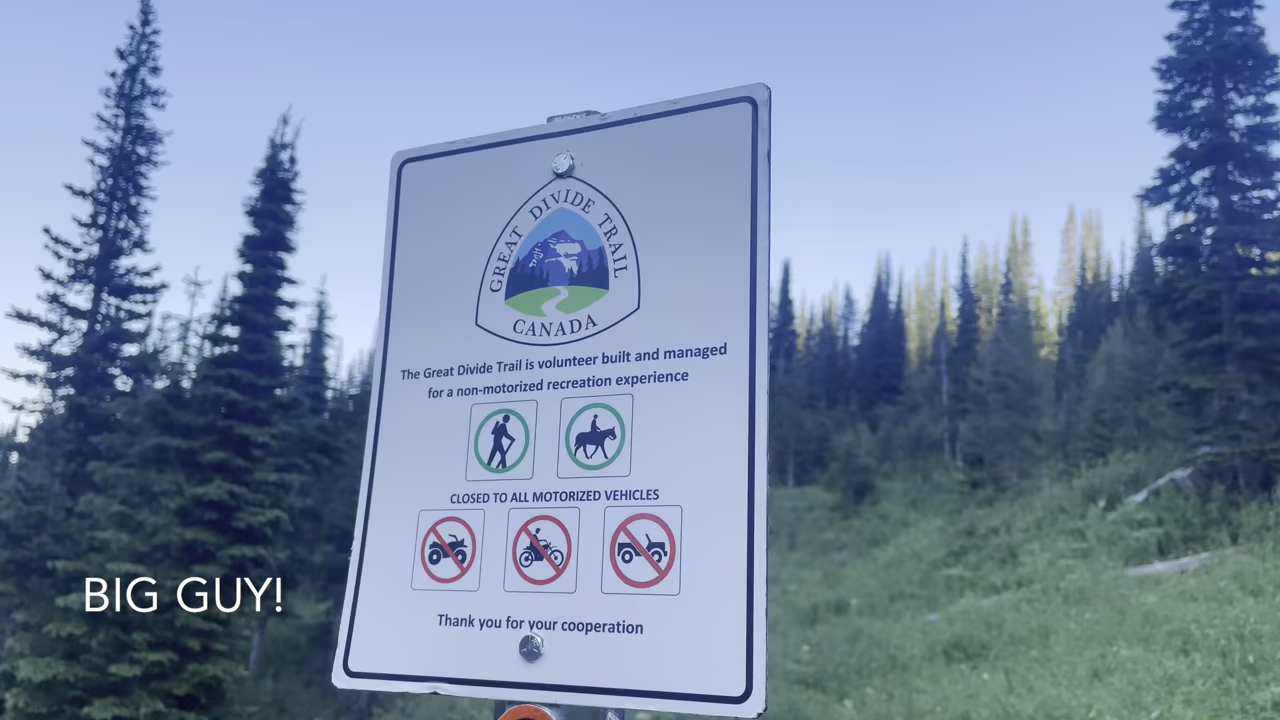 GREAT DIVIDE TRAIL
CANADA
The Great Divide Trail is volunteer built and managed
for a non-motorized recreation experience
CLOSED TO ALL MOTORIZED VEHICLES
Thank you for your cooperation
BIG GUY!